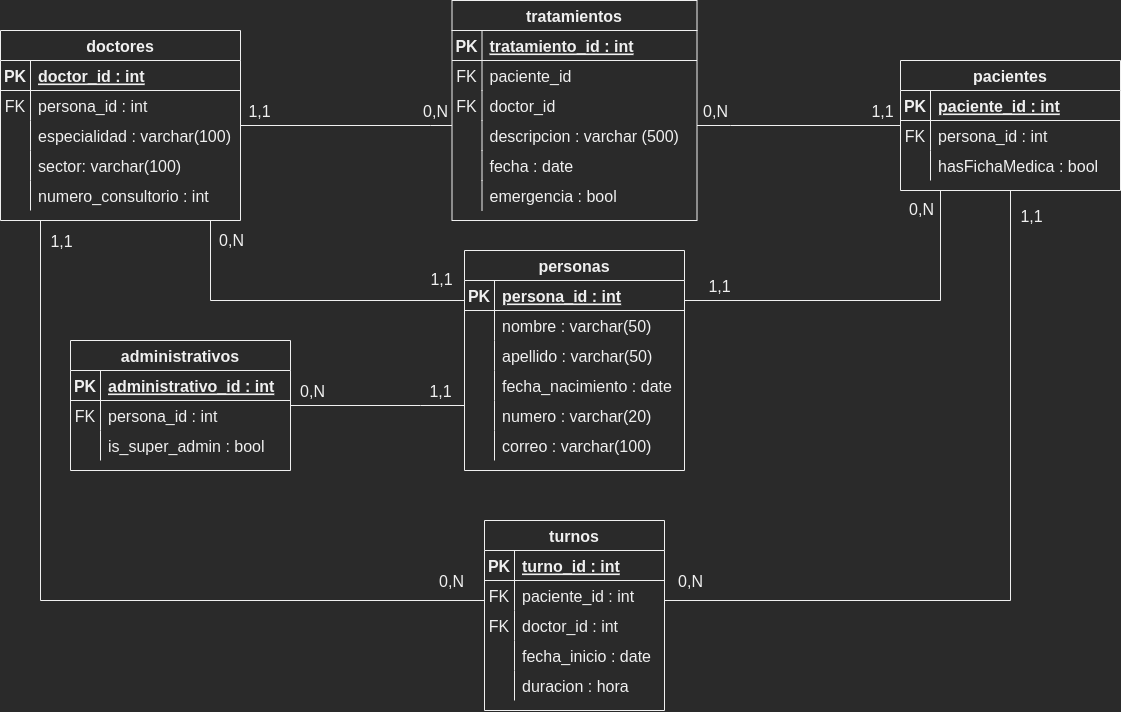 tratamientos
PK tratamiento_id : int
FK paciente_id
FK doctor_id
descripcion : varchar (500)
fecha : date
emergencia : bool
doctores
PK doctor_id : int
FK persona_id : int
especialidad : varchar(100)
sector: varchar(100)
numero_consultorio : int
pacientes
PK paciente_id : int
FK persona_id : int
hasFichaMedica : bool
1,1
0,N
0,N
1,1
1,1
0,N
0,N
1,1
1,1
1,1
personas
PK persona_id : int
nombre : varchar(50)
apellido : varchar(50)
fecha_nacimiento : date
numero : varchar(20)
correo : varchar(100)
administrativos
PK administrativo_id : int
FK persona_id : int
is_super_admin : bool
0,N
1,1
turnos
PK turno_id : int
FK paciente_id : int
FK doctor_id : int
fecha_inicio : date
duracion : hora
0,N
0,N